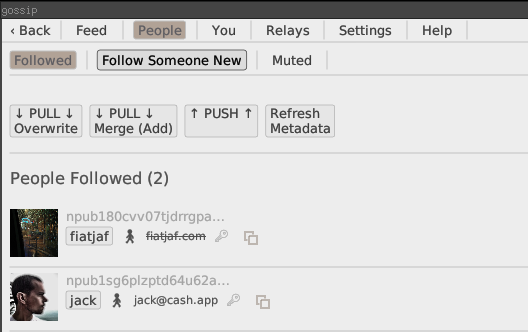 gossip
‹ Back Feed People You Relays Settings Help
Followed Follow Someone New Muted
↓ PULL ↓ ↓ PULL ↓ ↑ PUSH ↑ Refresh
Overwrite Merge (Add) Metadata
People Followed (2)
npub180cvv07tjdrrgpa...
fiatjaf fiatjaf.com
npub1sg6plzptd64u62a...
jack jack@cash.app